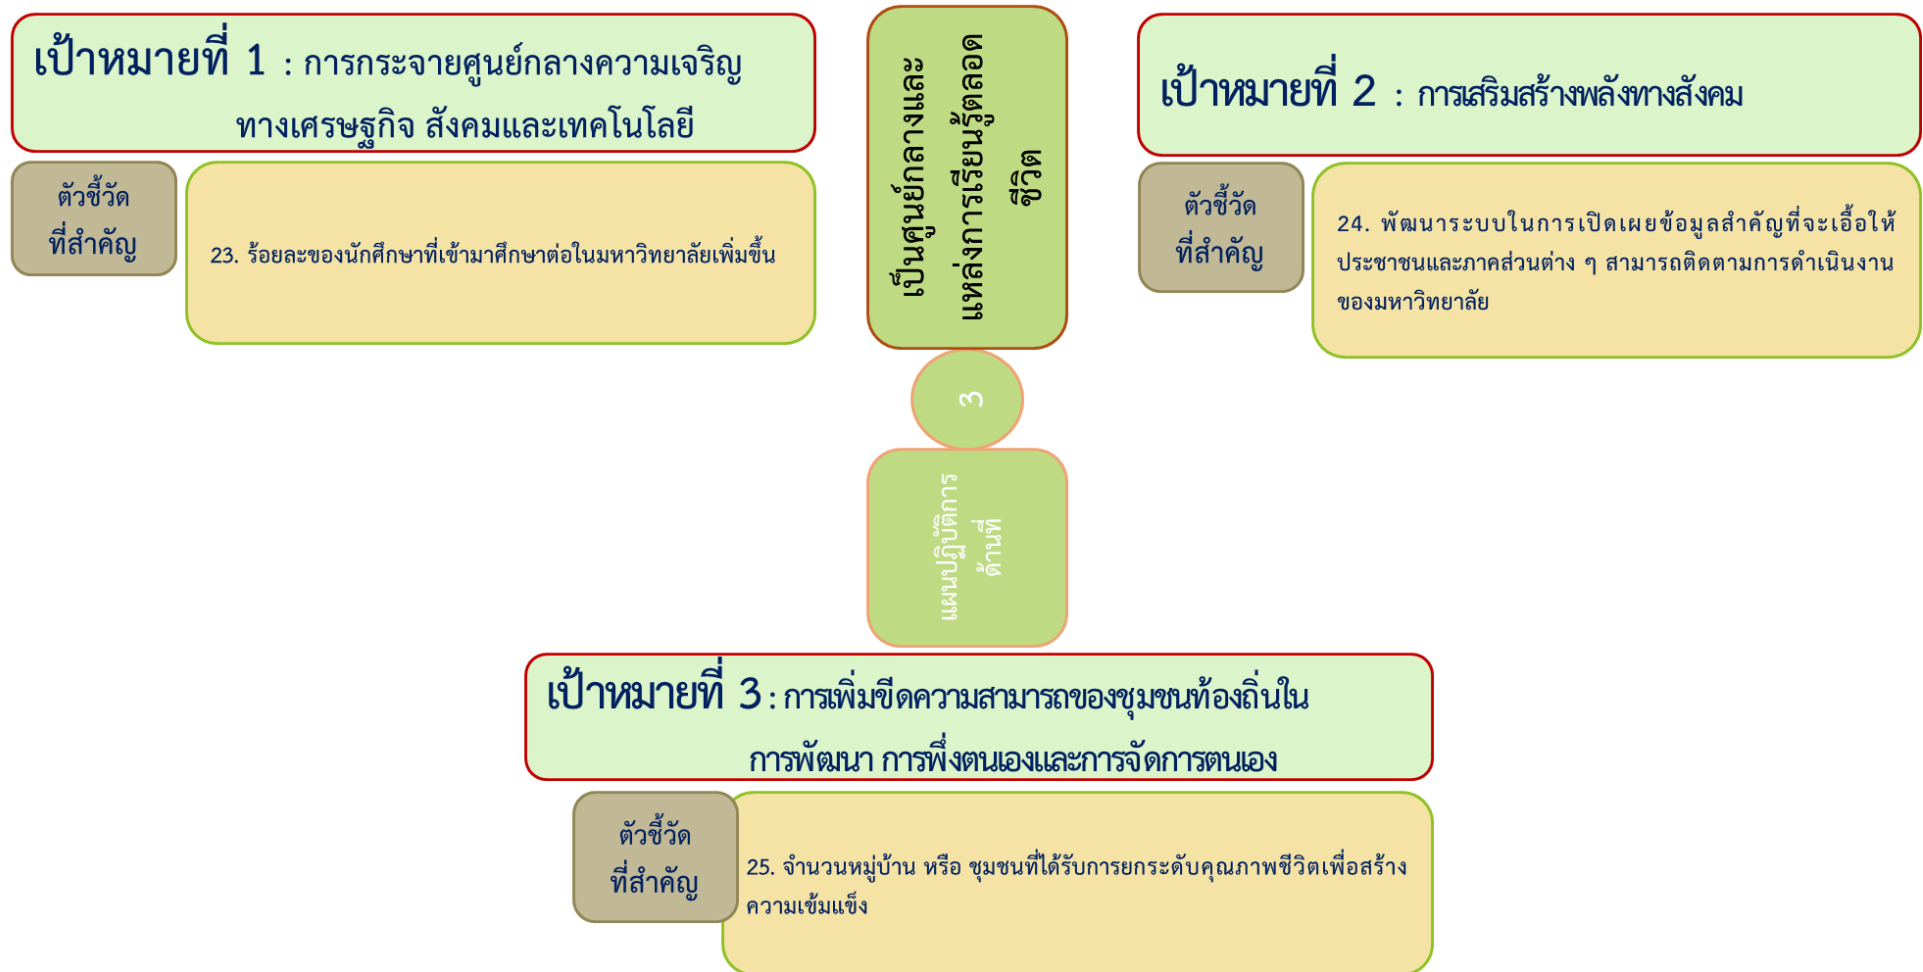 เป้าหมายที่ 1 : การกระจายศูนย์กลางความเจริญ
ทางเศรษฐกิจ สังคมและเทคโนโลยี
ตัวชี้วัด
ที่สำคัญ
23. ร้อยละของนักศึกษาที่เข้ามาศึกษาต่อในมหาวิทยาลัยเพิ่มขึ้น
เป็นศูนย์กลางและ
แหล่งการเรียนรู้ตลอด
ชีวิต
3
แผนปฏิบัติการ
ด้านที่
เป้าหมายที่ 2 : การเสริมสร้างพลังทางสังคม
ตัวชี้วัด
ที่สำคัญ
24. พัฒนาระบบในการเปิดเผยข้อมูลสำคัญที่จะเอื้อให้
ประชาชนและภาคส่วนต่าง ๆ สามารถติดตามการดำเนินงาน
ของมหาวิทยาลัย
เป้าหมายที่ 3 : การเพิ่มขีดความสามารถของชุมชนท้องถิ่นใน
การพัฒนา การพึ่งตนเองและการจัดการตนเอง
ตัวชี้วัด
ที่สำคัญ
25. จำนวนหมู่บ้าน หรือ ชุมชนที่ได้รับการยกระดับคุณภาพชีวิตเพื่อสร้าง
ความเข้มแข็ง